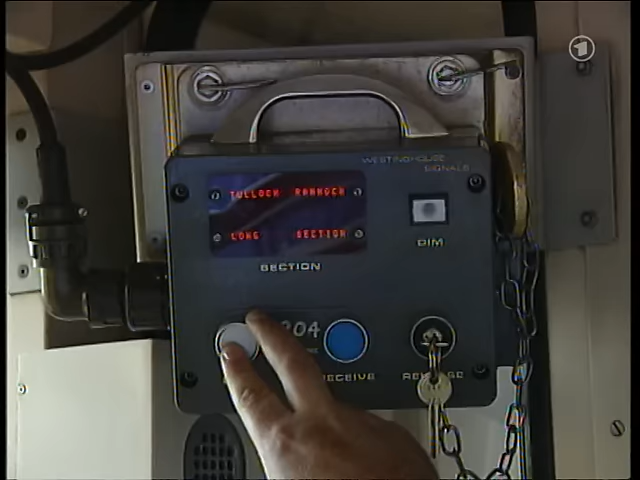 WESTINGHOUSE
SIGNALS
TULLOCH RANNOCH
LONG SECTION
DIM
SECTION
204
RECEIVE
1